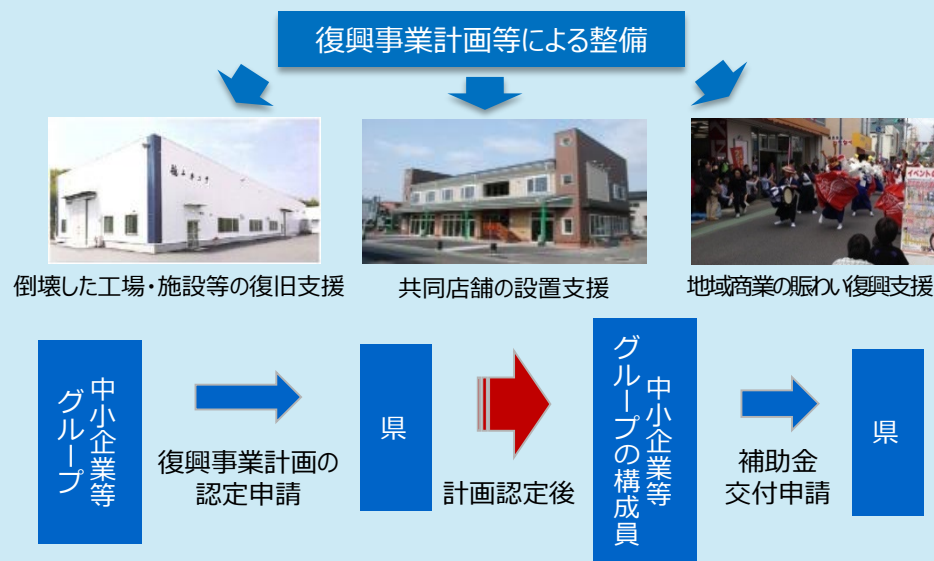 復興事業計画等による整備
イベント
倒壊した工場・施設等の復旧支援
共同店舗の設置支援
地域商業の賑わい復興支援
中小企業等
グループ
復興事業計画の
認定申請
県
計画認定後
中小企業等
グループの構成員
補助金
交付申請
県